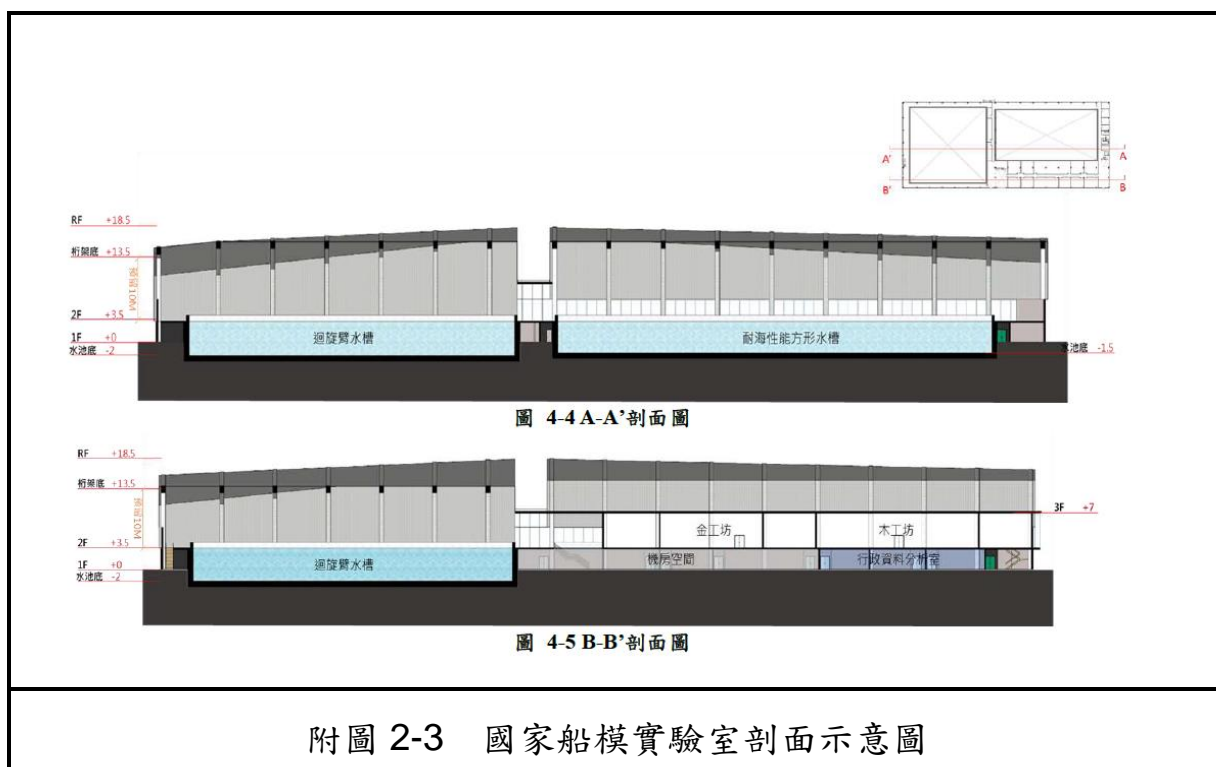 A'
A
B'
B
RF +18.5
桁架底 +13.5
預留10M
2F +3.5
1F +0
水池底 -2
迴旋臂水槽
耐海性能方形水槽
水池底 -1.5
圖 4-4 A-A’剖面圖
RF +18.5
桁架底 +13.5
預留10M
2F +3.5
1F +0
水池底 -2
迴旋臂水槽
金工坊
木工坊
3F +7
機房空間
行政資料分析室
圖 4-5 B-B’剖面圖
附圖 2-3 國家船模實驗室剖面示意圖